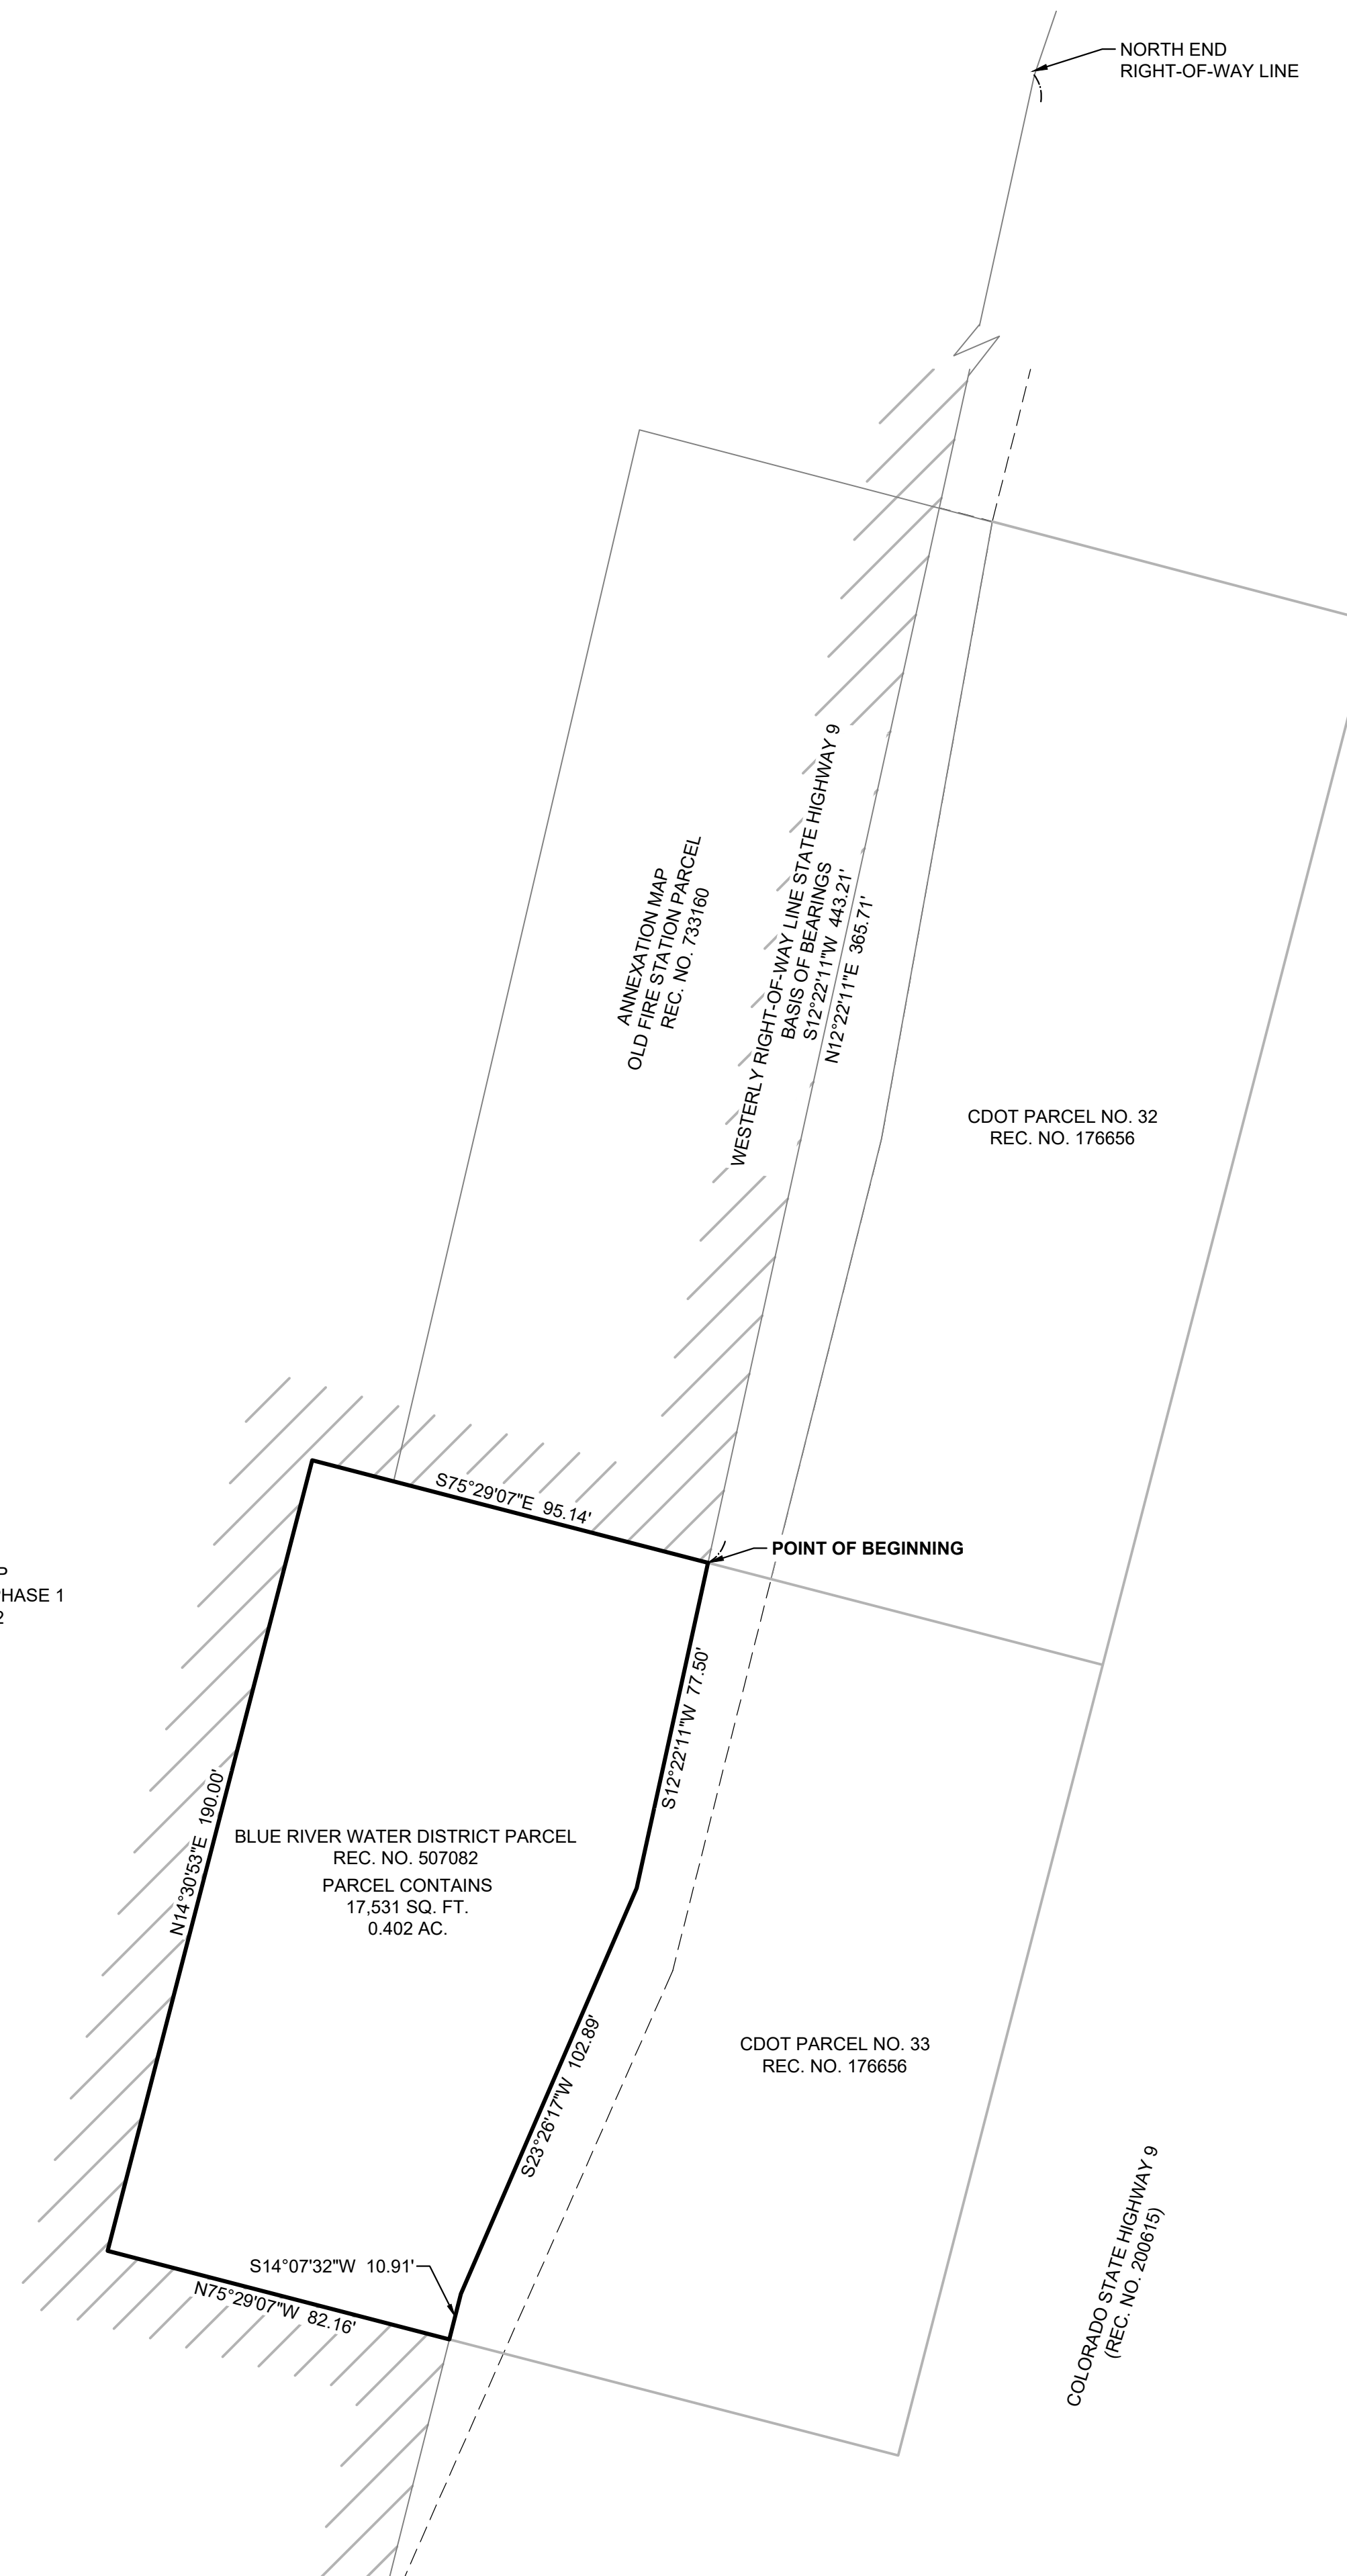 NORTH END
RIGHT-OF-WAY LINE
WESTERLY RIGHT-OF-WAY LINE STATE HIGHWAY 9
BASIS OF BEARINGS
S12°22'11"W 443.21'
N12°22'11"E 365.71'
ANNEXATION MAP
OLD FIRE STATION PARCEL
REC. NO. 733160
CDOT PARCEL NO. 32
REC. NO. 176656
S75°29'07"E 95.14'
POINT OF BEGINNING
P
HASE 1
2
S12°22'11"W 77.50'
N14°30'53"E 190.00'
BLUE RIVER WATER DISTRICT PARCEL
REC. NO. 507082
PARCEL CONTAINS
17,531 SQ. FT.
0.402 AC.
S23°26'17"W 102.89'
CDOT PARCEL NO. 33
REC. NO. 176656
COLORADO STATE HIGHWAY 9
(REC. NO. 200615)
S14°07'32"W 10.91'
N75°29'07"W 82.16'